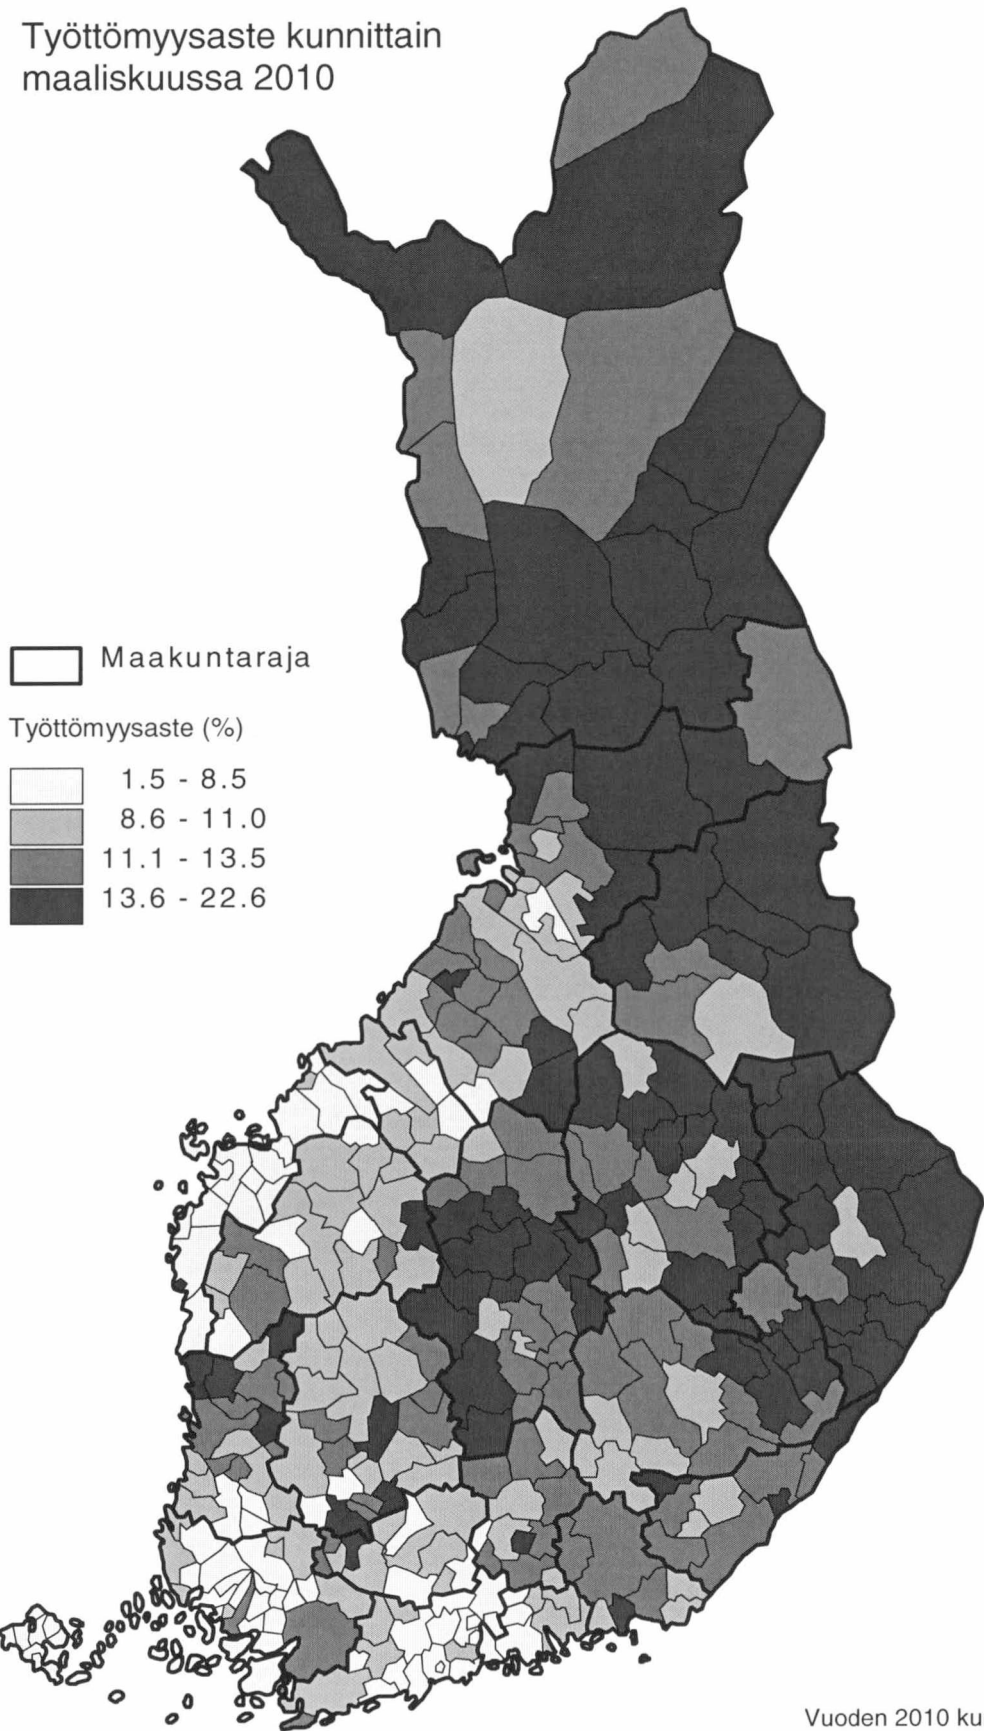 Työttömyysaste kunnittain
maaliskuussa 2010
Maakuntaraja
Työttömyysaste (%)
1.5 - 8.5
8.6 - 11.0
11.1 - 13.5
13.6 - 22.6
Vuoden 2010 ku